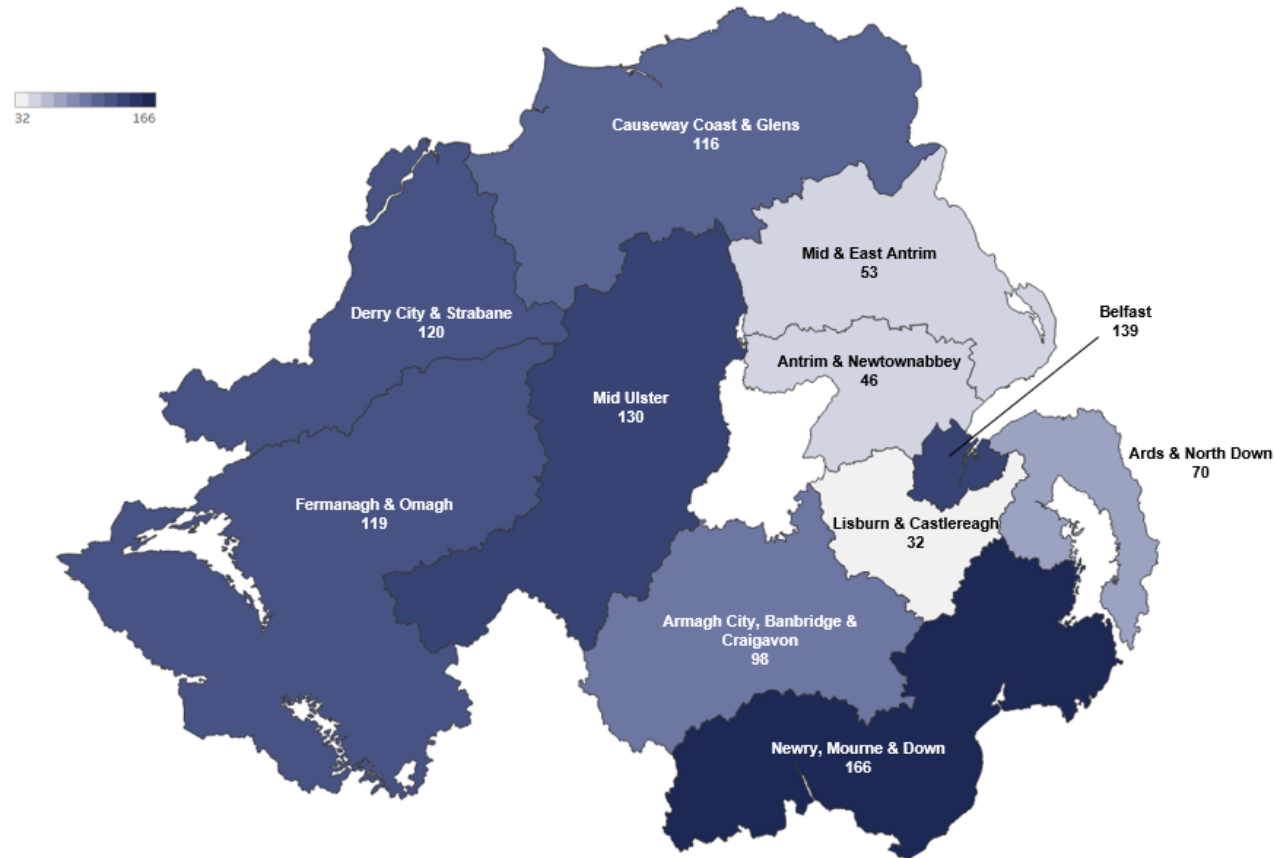 32 166
Causeway Coast & Glens
116
Mid & East Antrim
53
Belfast
139
Derry City & Strabane
120
Antrim & Newtownabbey
46
Mid Ulster
130
Ards & North Down
70
Fermanagh & Omagh
119
Lisburn & Castlereagh
32
Armagh City, Banbridge &
Craigavon
98
Newry, Mourne & Down
166